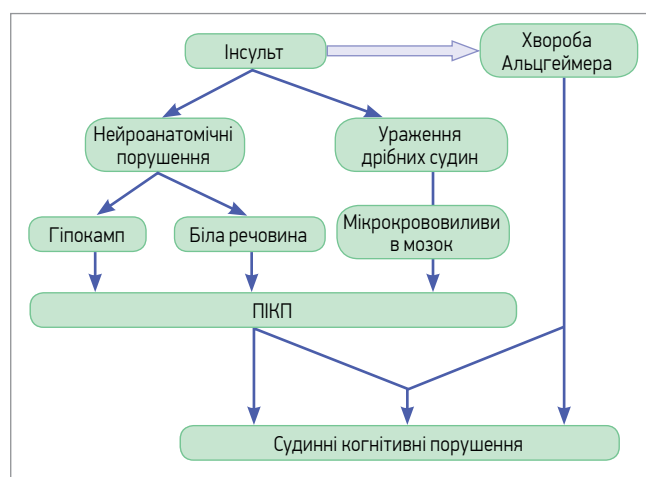 Інсульт
Хвороба
Альцгеймера
Нейроанатомічні
порушення
Ураження
дрібних судин
Гіпокамп
Біла речовина
Мікрокрововиливи
в мозок
ПІКП
Судинні когнітивні порушення